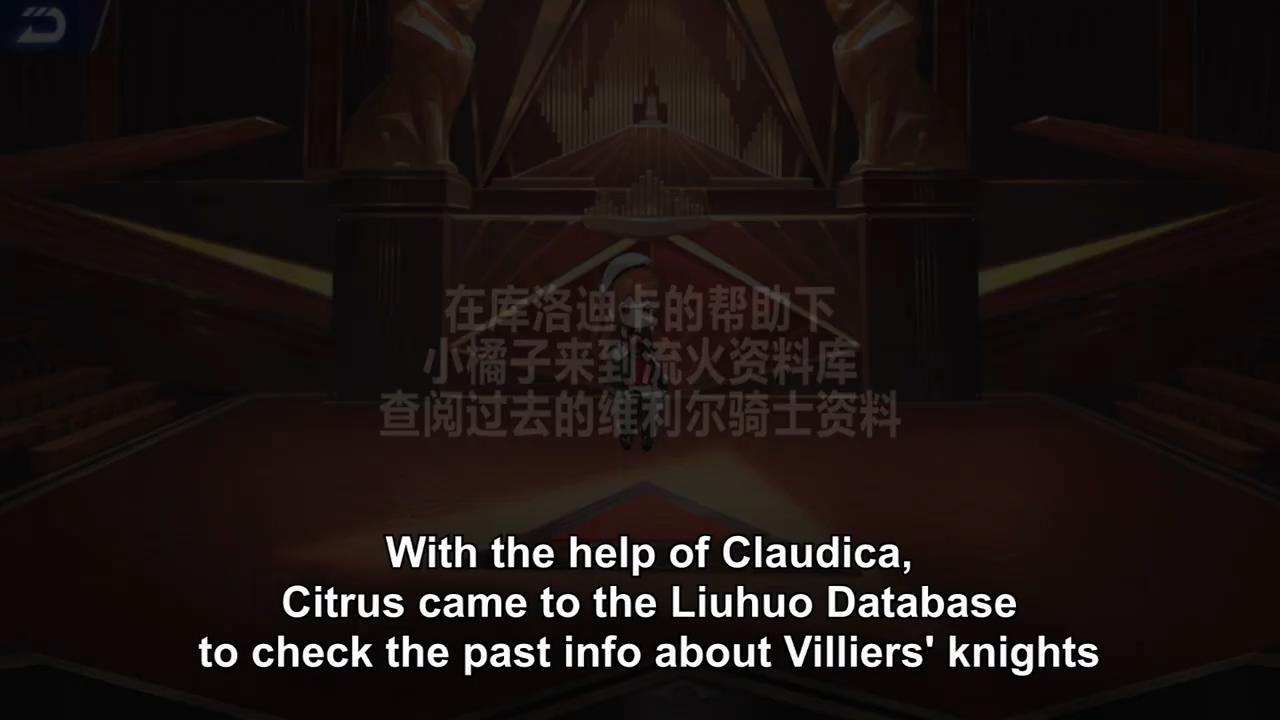 在库洛迪卡的帮助下
小橘子来到流火资料库
查阅过去的维利尔骑士资料
With the help of Claudica,
Citrus came to the Liuhuo Database
to check the past info about Villiers' knights